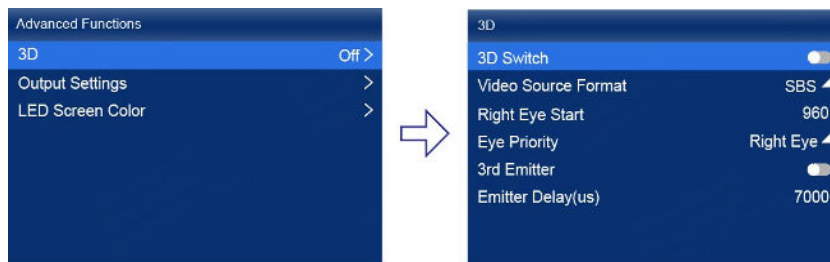 Advanced Functions
3D Off >
Output Settings >
LED Screen Color >
3D
3D Switch
Video Source Format SBS
Right Eye Start 960
Eye Priority Right Eye
3rd Emitter
Emitter Delay(us) 7000